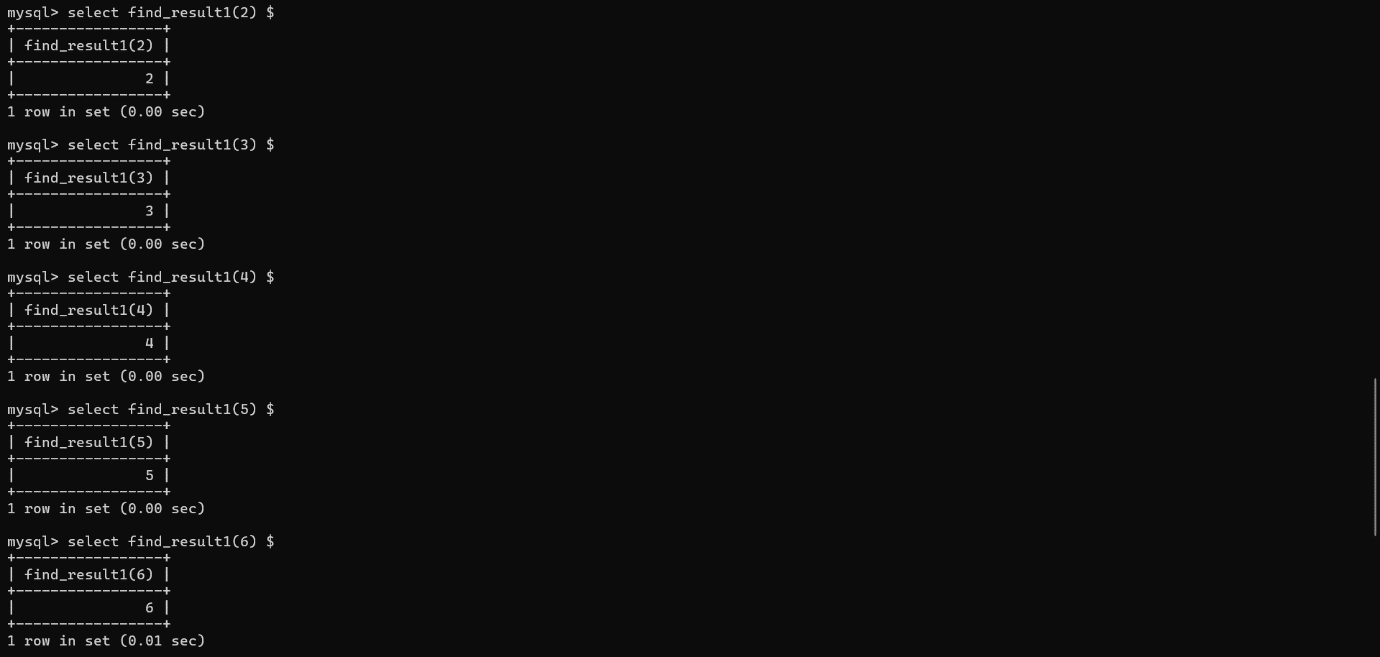 mysql> select find_result1(2) $
+-----------------+
| find_result1(2) |
+-----------------+
|               2 |
+-----------------+
1 row in set (0.00 sec)

mysql> select find_result1(3) $
+-----------------+
| find_result1(3) |
+-----------------+
|               3 |
+-----------------+
1 row in set (0.00 sec)

mysql> select find_result1(4) $
+-----------------+
| find_result1(4) |
+-----------------+
|               4 |
+-----------------+
1 row in set (0.00 sec)

mysql> select find_result1(5) $
+-----------------+
| find_result1(5) |
+-----------------+
|               5 |
+-----------------+
1 row in set (0.00 sec)

mysql> select find_result1(6) $
+-----------------+
| find_result1(6) |
+-----------------+
|               6 |
+-----------------+
1 row in set (0.01 sec)